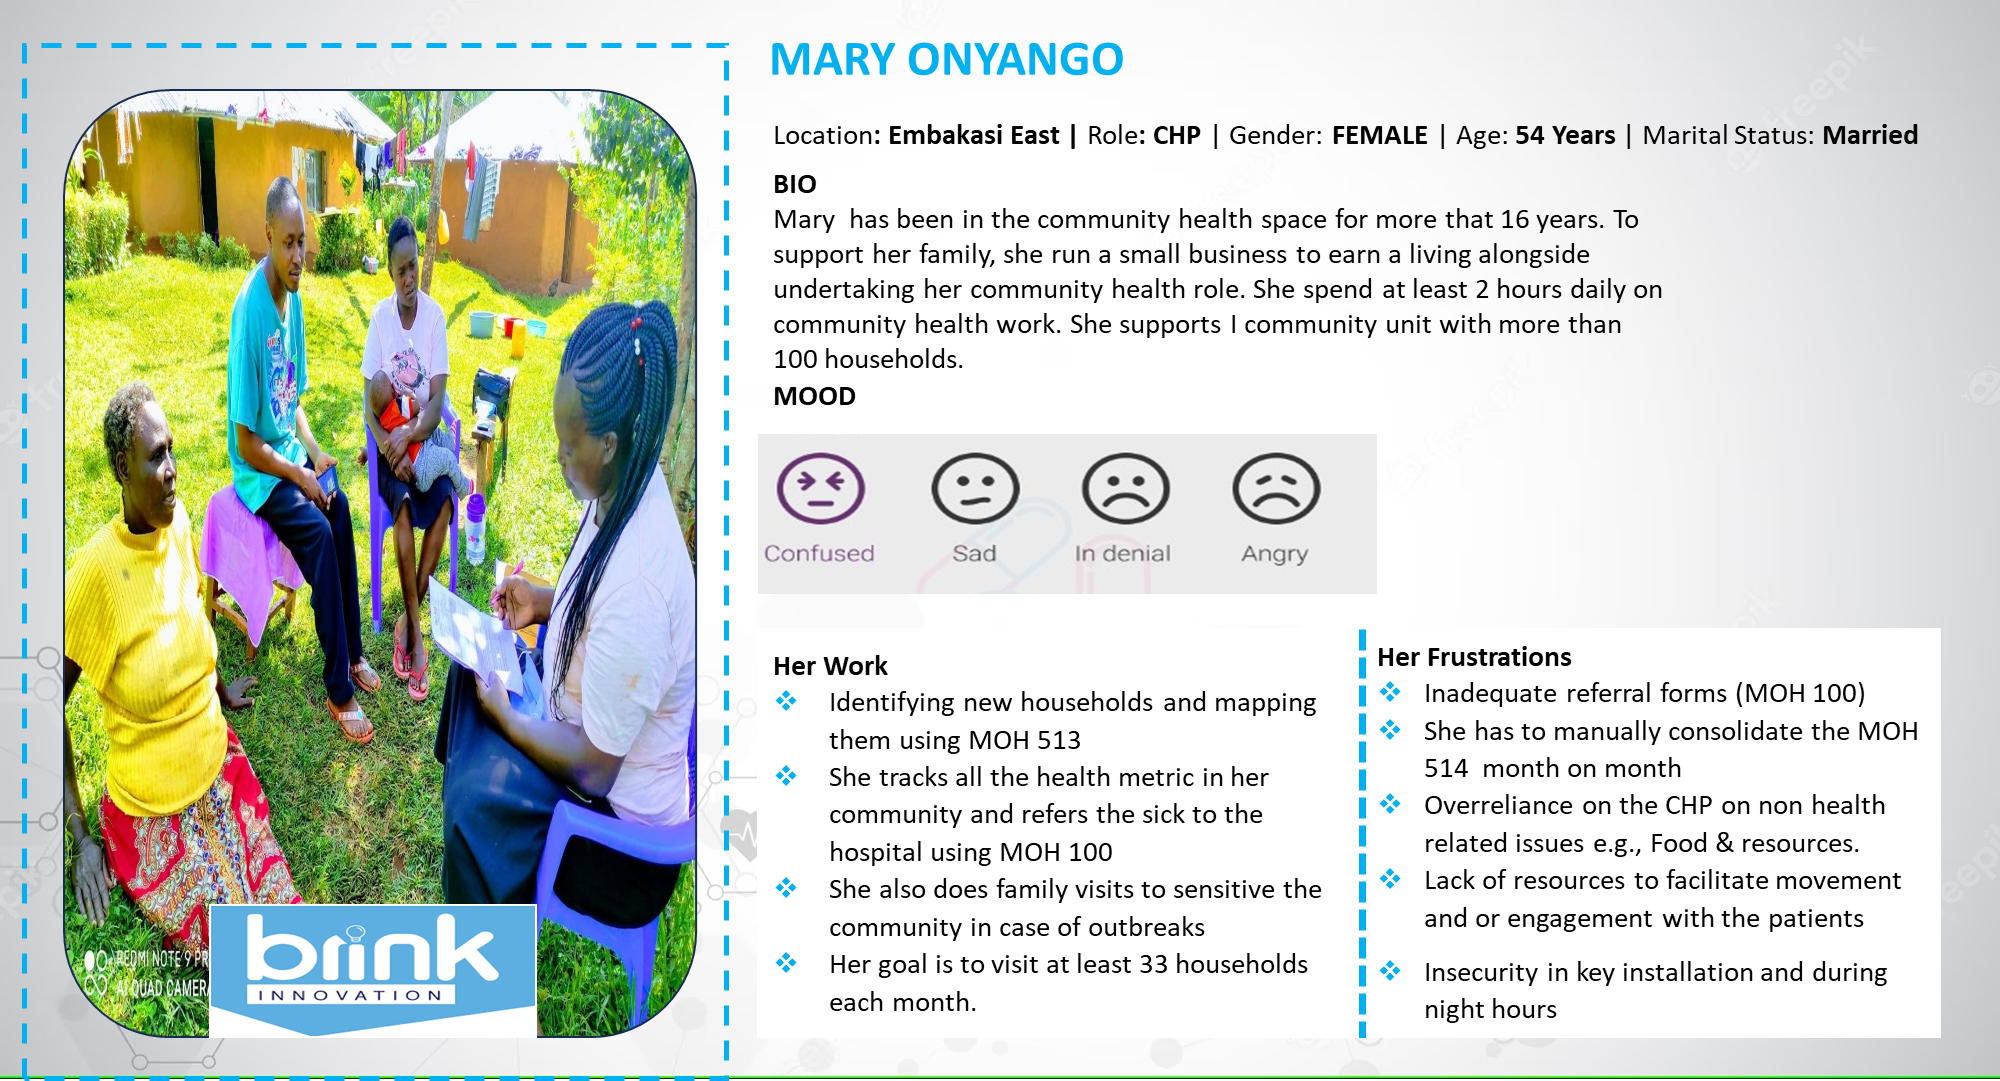 MARY ONYANGO
Location: Embakasi East | Role: CHP | Gender: FEMALE | Age: 54 Years | Marital Status: Married
BIO
Mary has been in the community health space for more that 16 years. To
support her family, she run a small business to earn a living alongside
undertaking her community health role. She spend at least 2 hours daily on
community health work. She supports I community unit with more than
100 households.
MOOD
Confused Sad In denial Angry
Her Work
Identifying new households and mapping
them using MOH 513
She tracks all the health metric in her
community and refers the sick to the
hospital using MOH 100
She also does family visits to sensitive the
community in case of outbreaks
Her goal is to visit at least 33 households
each month.
Her Frustrations
Inadequate referral forms (MOH 100)
She has to manually consolidate the MOH
514 month on month
Overreliance on the CHP on non health
related issues e.g., Food & resources.
Lack of resources to facilitate movement
and or engagement with the patients
Insecurity in key installation and during
night hours
REDMI NOTE 9 PR
AI QUAD CAMERA
brink
INNOVATION
freepik